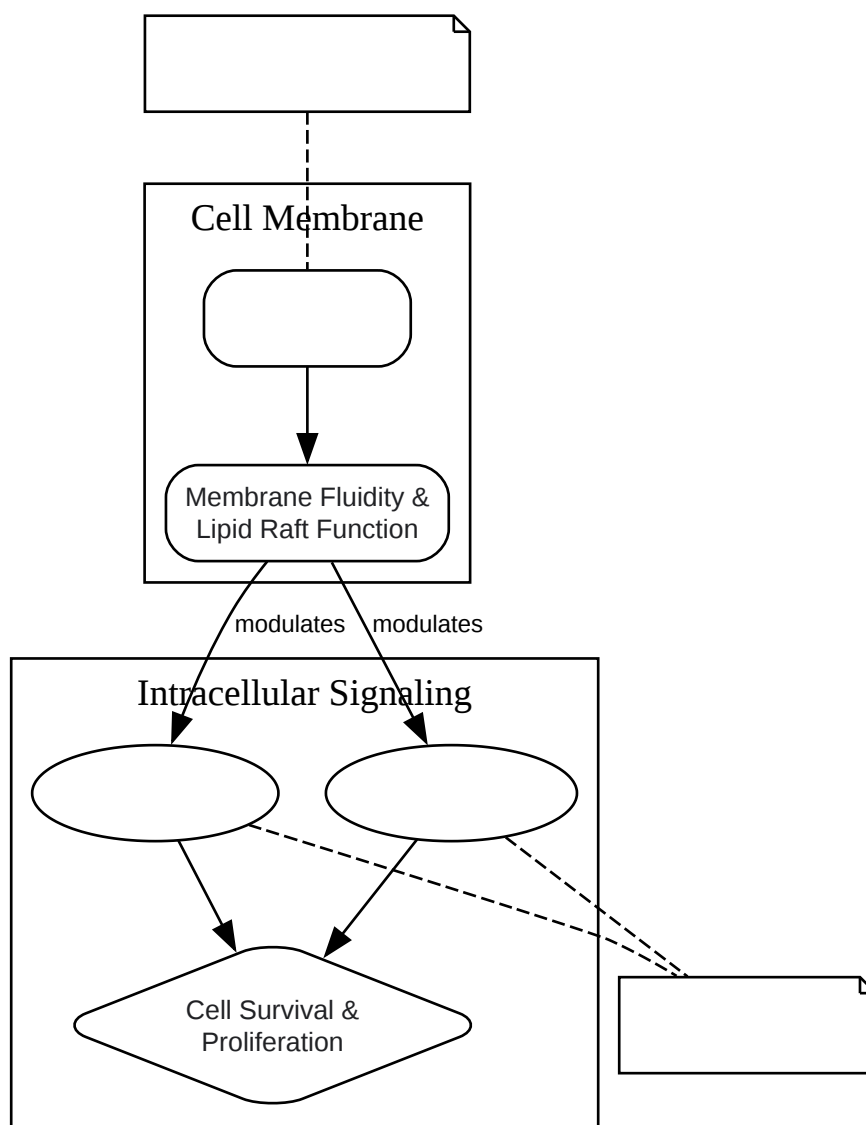 Cell Membrane
Membrane Fluidity &
Lipid Raft Function
modulates
modulates
Intracellular Signaling
Cell Survival &
Proliferation